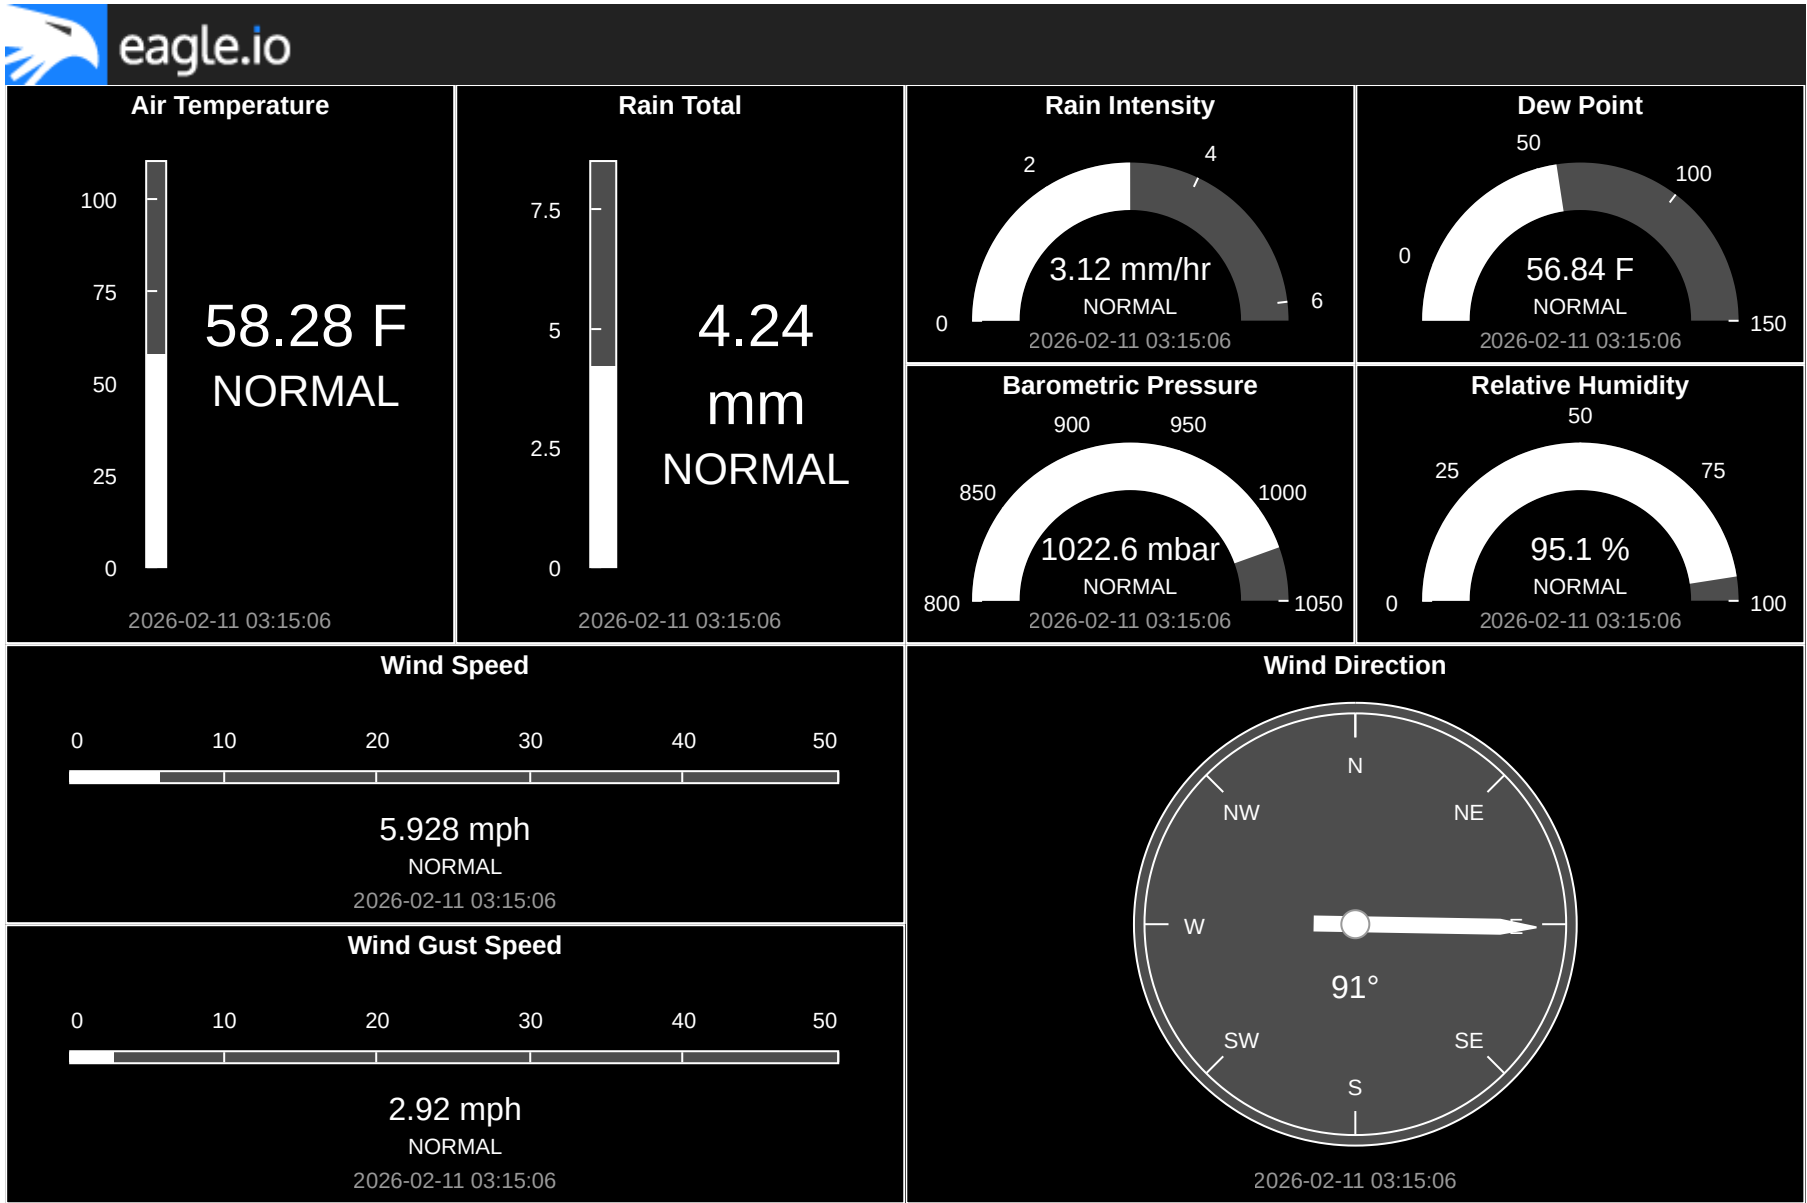 eagle.io
Air Temperature
100
75
50
25
0
58.28 F
NORMAL
2026-02-11 03:15:06
Rain Total
7.5
5
2.5
0
4.24
mm
NORMAL
2026-02-11 03:15:06
Rain Intensity
0
2
4
6
3.12 mm/hr
NORMAL
2026-02-11 03:15:06
Dew Point
0
50
100
150
56.84 F
NORMAL
2026-02-11 03:15:06
Barometric Pressure
800
850
900
950
1000
1050
1022.6 mbar
NORMAL
2026-02-11 03:15:06
Relative Humidity
0
25
50
75
100
95.1 %
NORMAL
2026-02-11 03:15:06
Wind Speed
0 10 20 30 40 50
5.928 mph
NORMAL
2026-02-11 03:15:06
Wind Gust Speed
0 10 20 30 40 50
2.92 mph
NORMAL
2026-02-11 03:15:06
Wind Direction
N
NW NE
W E
91°
SW SE
S
2026-02-11 03:15:06